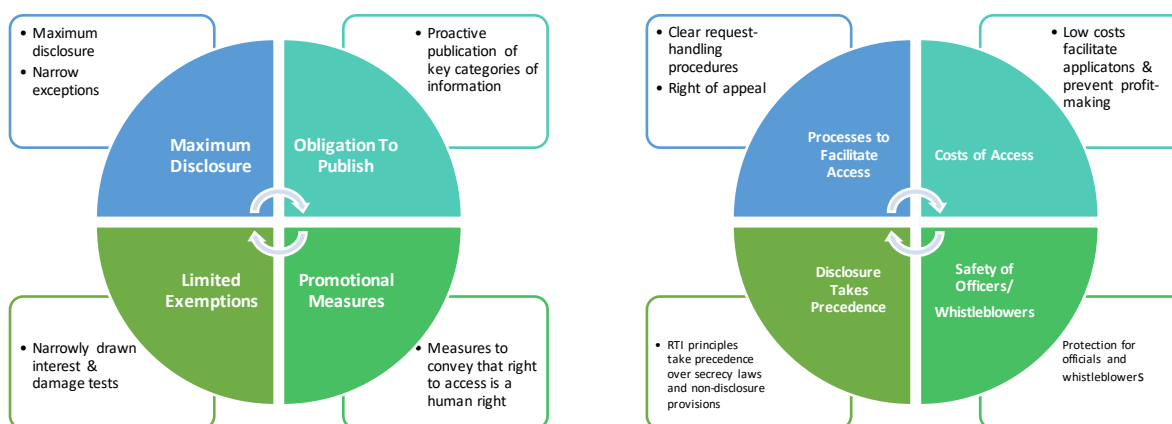 • Maximum
disclosure
• Narrow
exceptions
• Proactive
publication of
key categories of
information
Maximum
Disclosure
Obligation To
Publish
Limited
Exemptions
Promotional
Measures
• Narrowly drawn
interest &
damage tests
• Measures to
convey that right
to access is a
human right
• Clear request-
handling
procedures
• Right of appeal
• Low costs
facilitate
applicatons &
prevent profit-
making
Processes to
Facilitate
Access
Costs of Access
Disclosure
Takes
Precedence
Safety of
Officers/
Whistleblowers
• RTI principles
take precedence
over secrecy laws
and non-disclosure
provisions
Protection for
officials and
whistleblowers